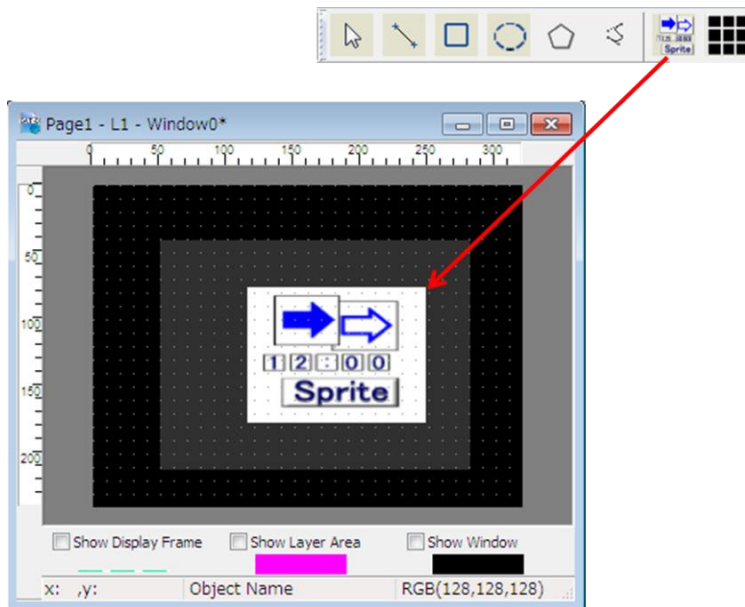 Sprite
Page1 - L1 - Window0*
0 50 100 150 200 250 300
0
50
100
150
200
12:00
Sprite
Show Display Frame Show Layer Area Show Window
x: ,y: Object Name RGB(128,128,128)